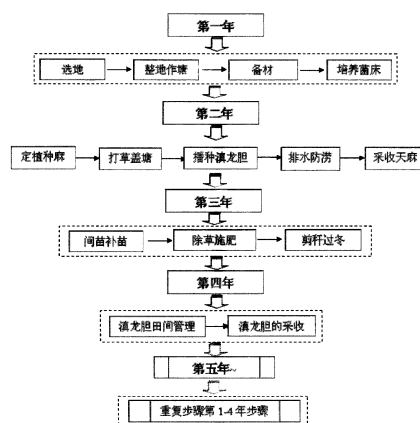 第一年
选地 整地作塘 备材 培养菌床
第二年
定植种麻 打草盖塘 播种滇龙胆 排水防涝 采收天麻
第三年
间苗补苗 除草施肥 剪秆过冬
第四年
滇龙胆田间管理 滇龙胆的采收
第五年~
重复步骤第 1-4 年步骤